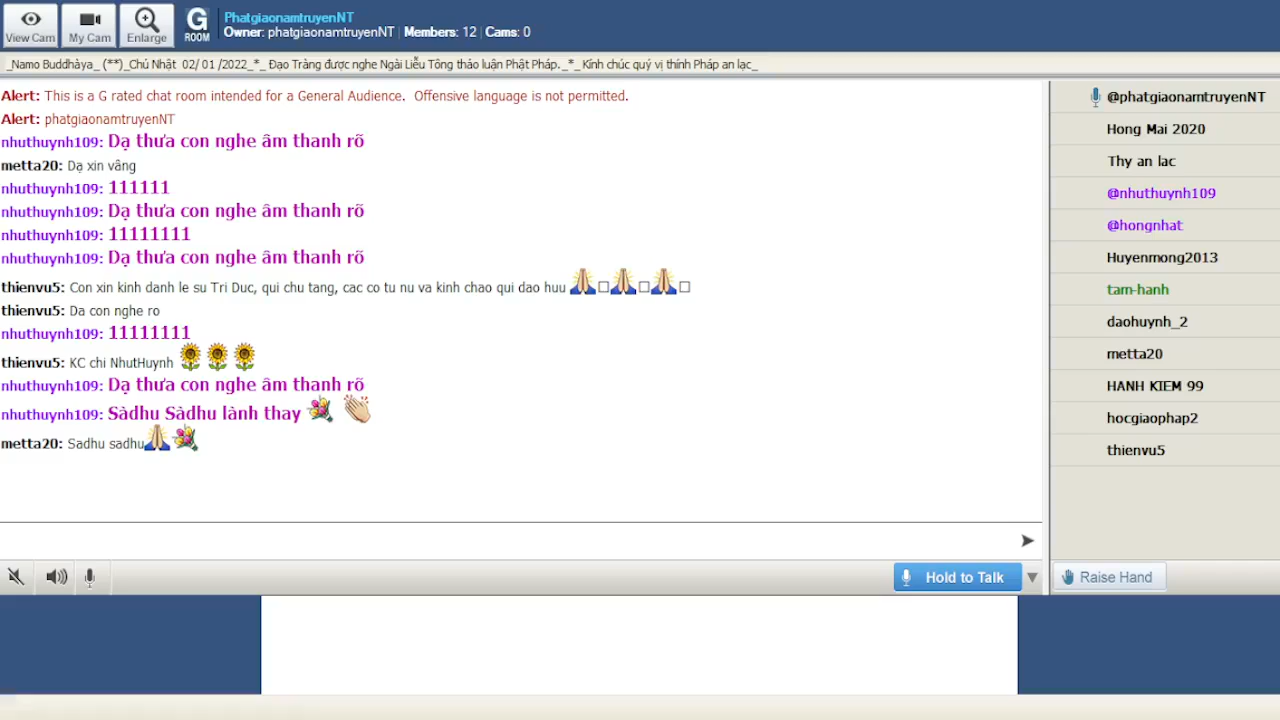 View Cam
My Cam
Enlarge
G
ROOM
PhatgiaonamtruyenNT
Owner: phatgiaonamtruyenNT | Members: 12 | Cams: 0
_Namo Buddhàya_ (**)_Chủ Nhật  02/ 01 /2022_*_ Đạo Tràng được nghe Ngài Liễu Tông thảo luận Phật Pháp._*_ Kính chúc quý vị thính Pháp an lạc_
Alert: This is a G rated chat room intended for a General Audience.  Offensive language is not permitted.
Alert: phatgiaonamtruyenNT
nhuthuynh109: Dạ thưa con nghe âm thanh rõ
metta20: Dạ xin vâng
nhuthuynh109: 111111
nhuthuynh109: Dạ thưa con nghe âm thanh rõ
nhuthuynh109: 11111111
nhuthuynh109: Dạ thưa con nghe âm thanh rõ
thienvu5: Con xin kinh danh le su Tri Duc, qui chu tang, cac co tu nu va kinh chao qui dao huu 🙏□🙏□🙏□
thienvu5: Da con nghe ro
nhuthuynh109: 11111111
thienvu5: KC chi NhutHuynh 🌻🌻🌻
nhuthuynh109: Dạ thưa con nghe âm thanh rõ
nhuthuynh109: Sàdhu Sàdhu lành thay 💐 👏
metta20: Sadhu sadhu🙏💐
@phatgiaonamtruyenNT
Hong Mai 2020
Thy an lac
@nhuthuynh109
@hongnhat
Huyenmong2013
tam-hanh
daohuynh_2
metta20
HANH KIEM 99
hocgiaophap2
thienvu5
Hold to Talk
Raise Hand